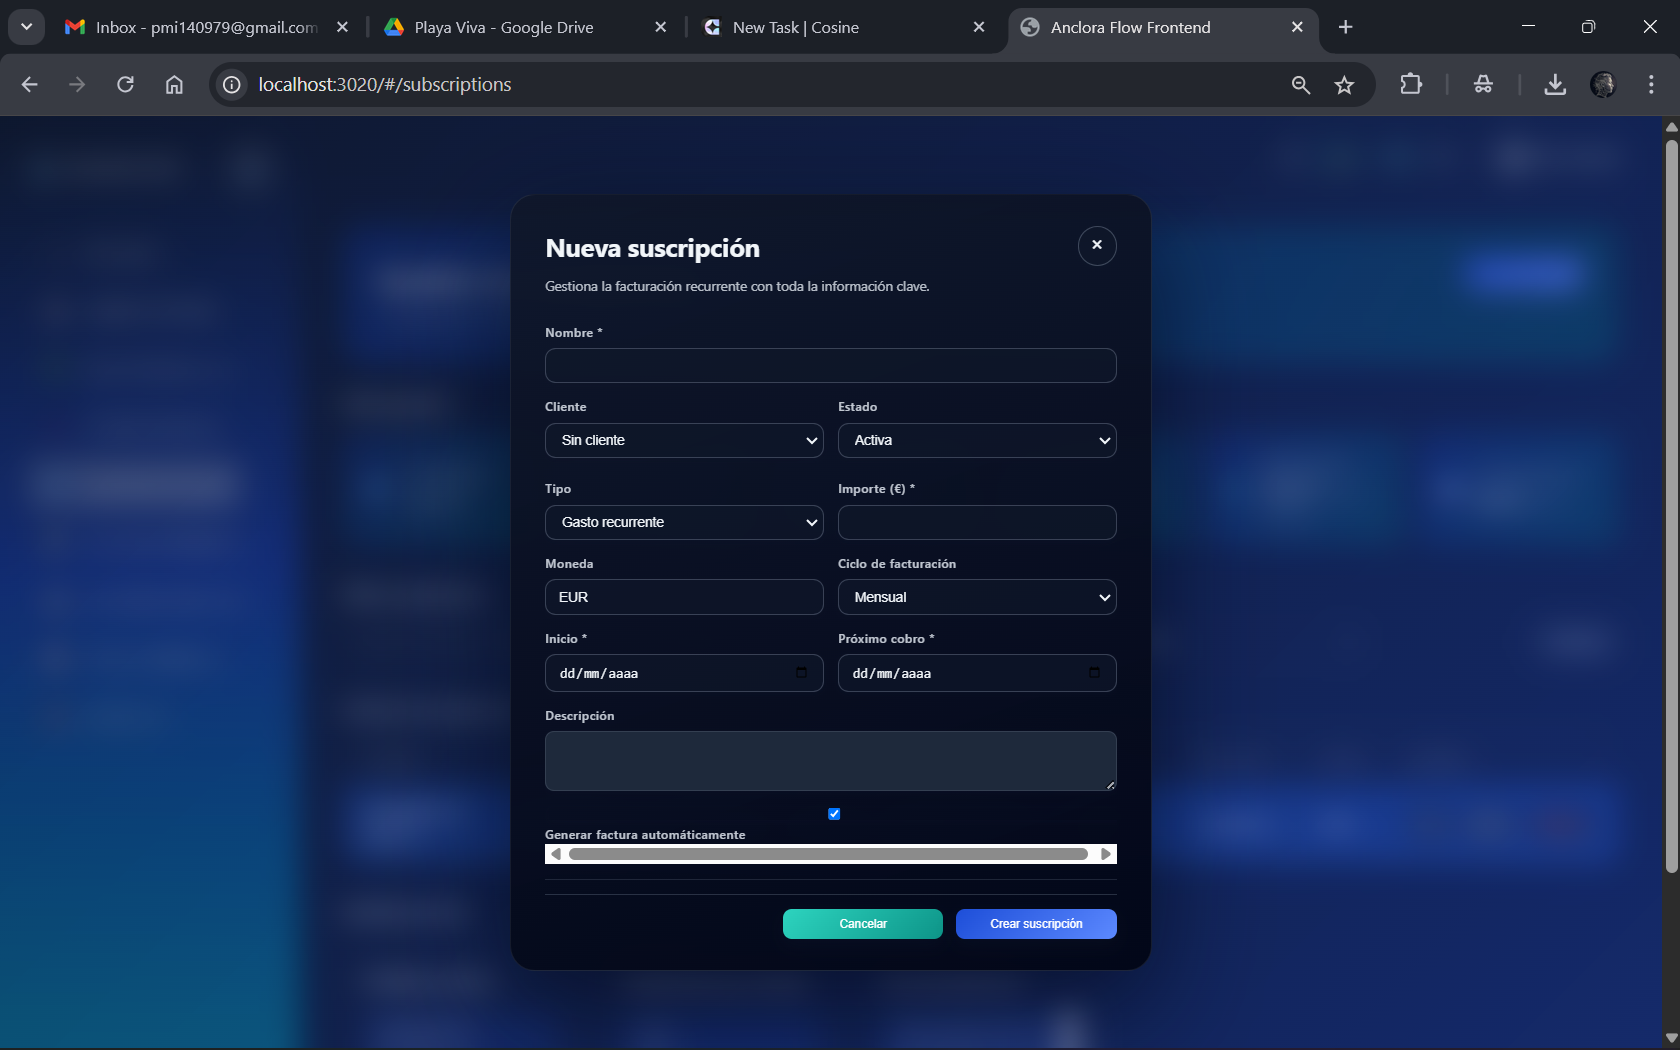 Inbox - pmi140979@gmail.com
Playa Viva - Google Drive
New Task | Cosine
Anclora Flow Frontend
localhost:3020/#/subscriptions
Nueva suscripción
Gestiona la facturación recurrente con toda la información clave.
Nombre *
Cliente
Estado
Sin cliente
Activa
Tipo
Importe (€) *
Gasto recurrente
Moneda
Ciclo de facturación
EUR
Mensual
Inicio *
Próximo cobro *
dd/mm/aaaa
dd/mm/aaaa
Descripción
Generar factura automáticamente
Cancelar
Crear suscripción